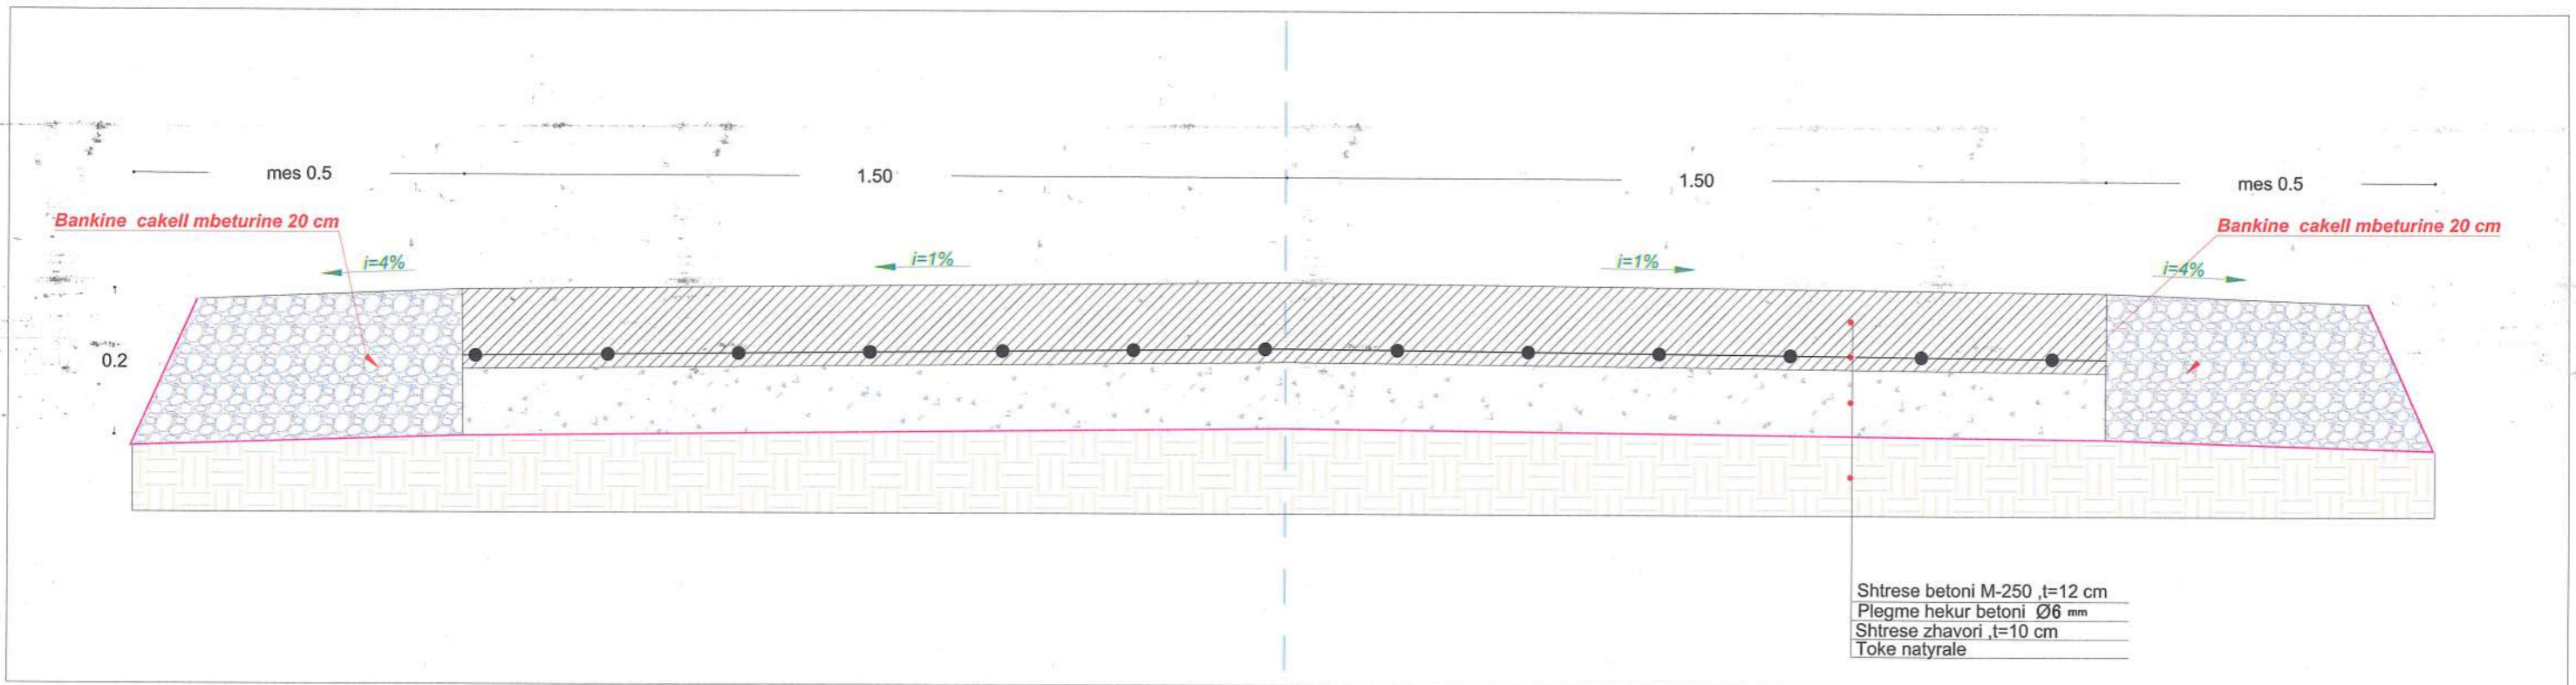 mes 0.5 1.50 1.50 mes 0.5
Bankine cakell mbeturine 20 cm
Bankine cakell mbeturine 20 cm
i=4% i=1% i=1% i=4%
0.2
Shtrese betoni M-250 ,t=12 cm
Plegme hekur betoni Ø6 mm
Shtrese zhavori ,t=10 cm
Toke natyrale